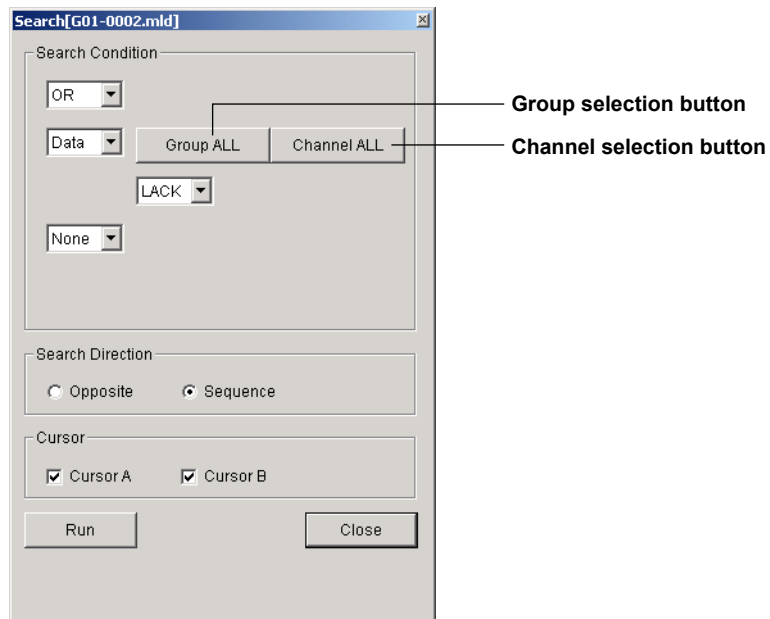 Search[G01-0002.mld]
Search Condition
OR
Group selection button
Data
Group ALL
Channel ALL
Channel selection button
LACK
None
Search Direction
Opposite
Sequence
Cursor
Cursor A
Cursor B
Run
Close